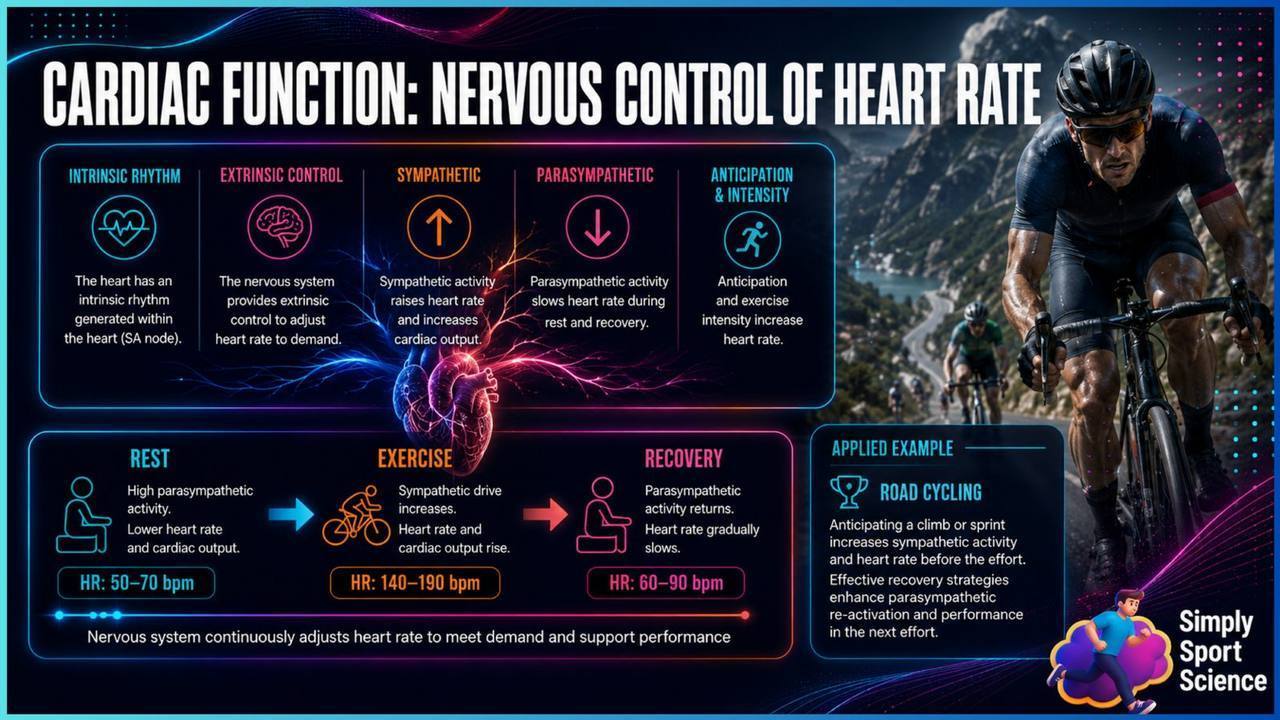 CARDIAC FUNCTION: NERVOUS CONTROL OF HEART RATE
INTRINSIC RHYTHM
The heart has an
intrinsic rhythm
generated within
the heart (SA node).
EXTRINSIC CONTROL
The nervous system
provides extrinsic
control to adjust
heart rate to demand.
SYMPATHETIC
Sympathetic activity
raises heart rate
and increases
cardiac output.
PARASYMPATHETIC
Parasympathetic activity
slows heart rate during
rest and recovery.
ANTICIPATION
& INTENSITY
Anticipation
and exercise
intensity increase
heart rate.
REST
High parasympathetic
activity.
Lower heart rate
and cardiac output.
HR: 50–70 bpm
EXERCISE
Sympathetic drive
increases.
Heart rate and
cardiac output rise.
HR: 140–190 bpm
RECOVERY
Parasympathetic
activity returns.
Heart rate gradually
slows.
HR: 60–90 bpm
Nervous system continuously adjusts heart rate to meet demand and support performance
APPLIED EXAMPLE
ROAD CYCLING
Anticipating a climb or sprint
increases sympathetic activity
and heart rate before the effort.
Effective recovery strategies
enhance parasympathetic
re-activation and performance
in the next effort.
Simply
Sport
Science